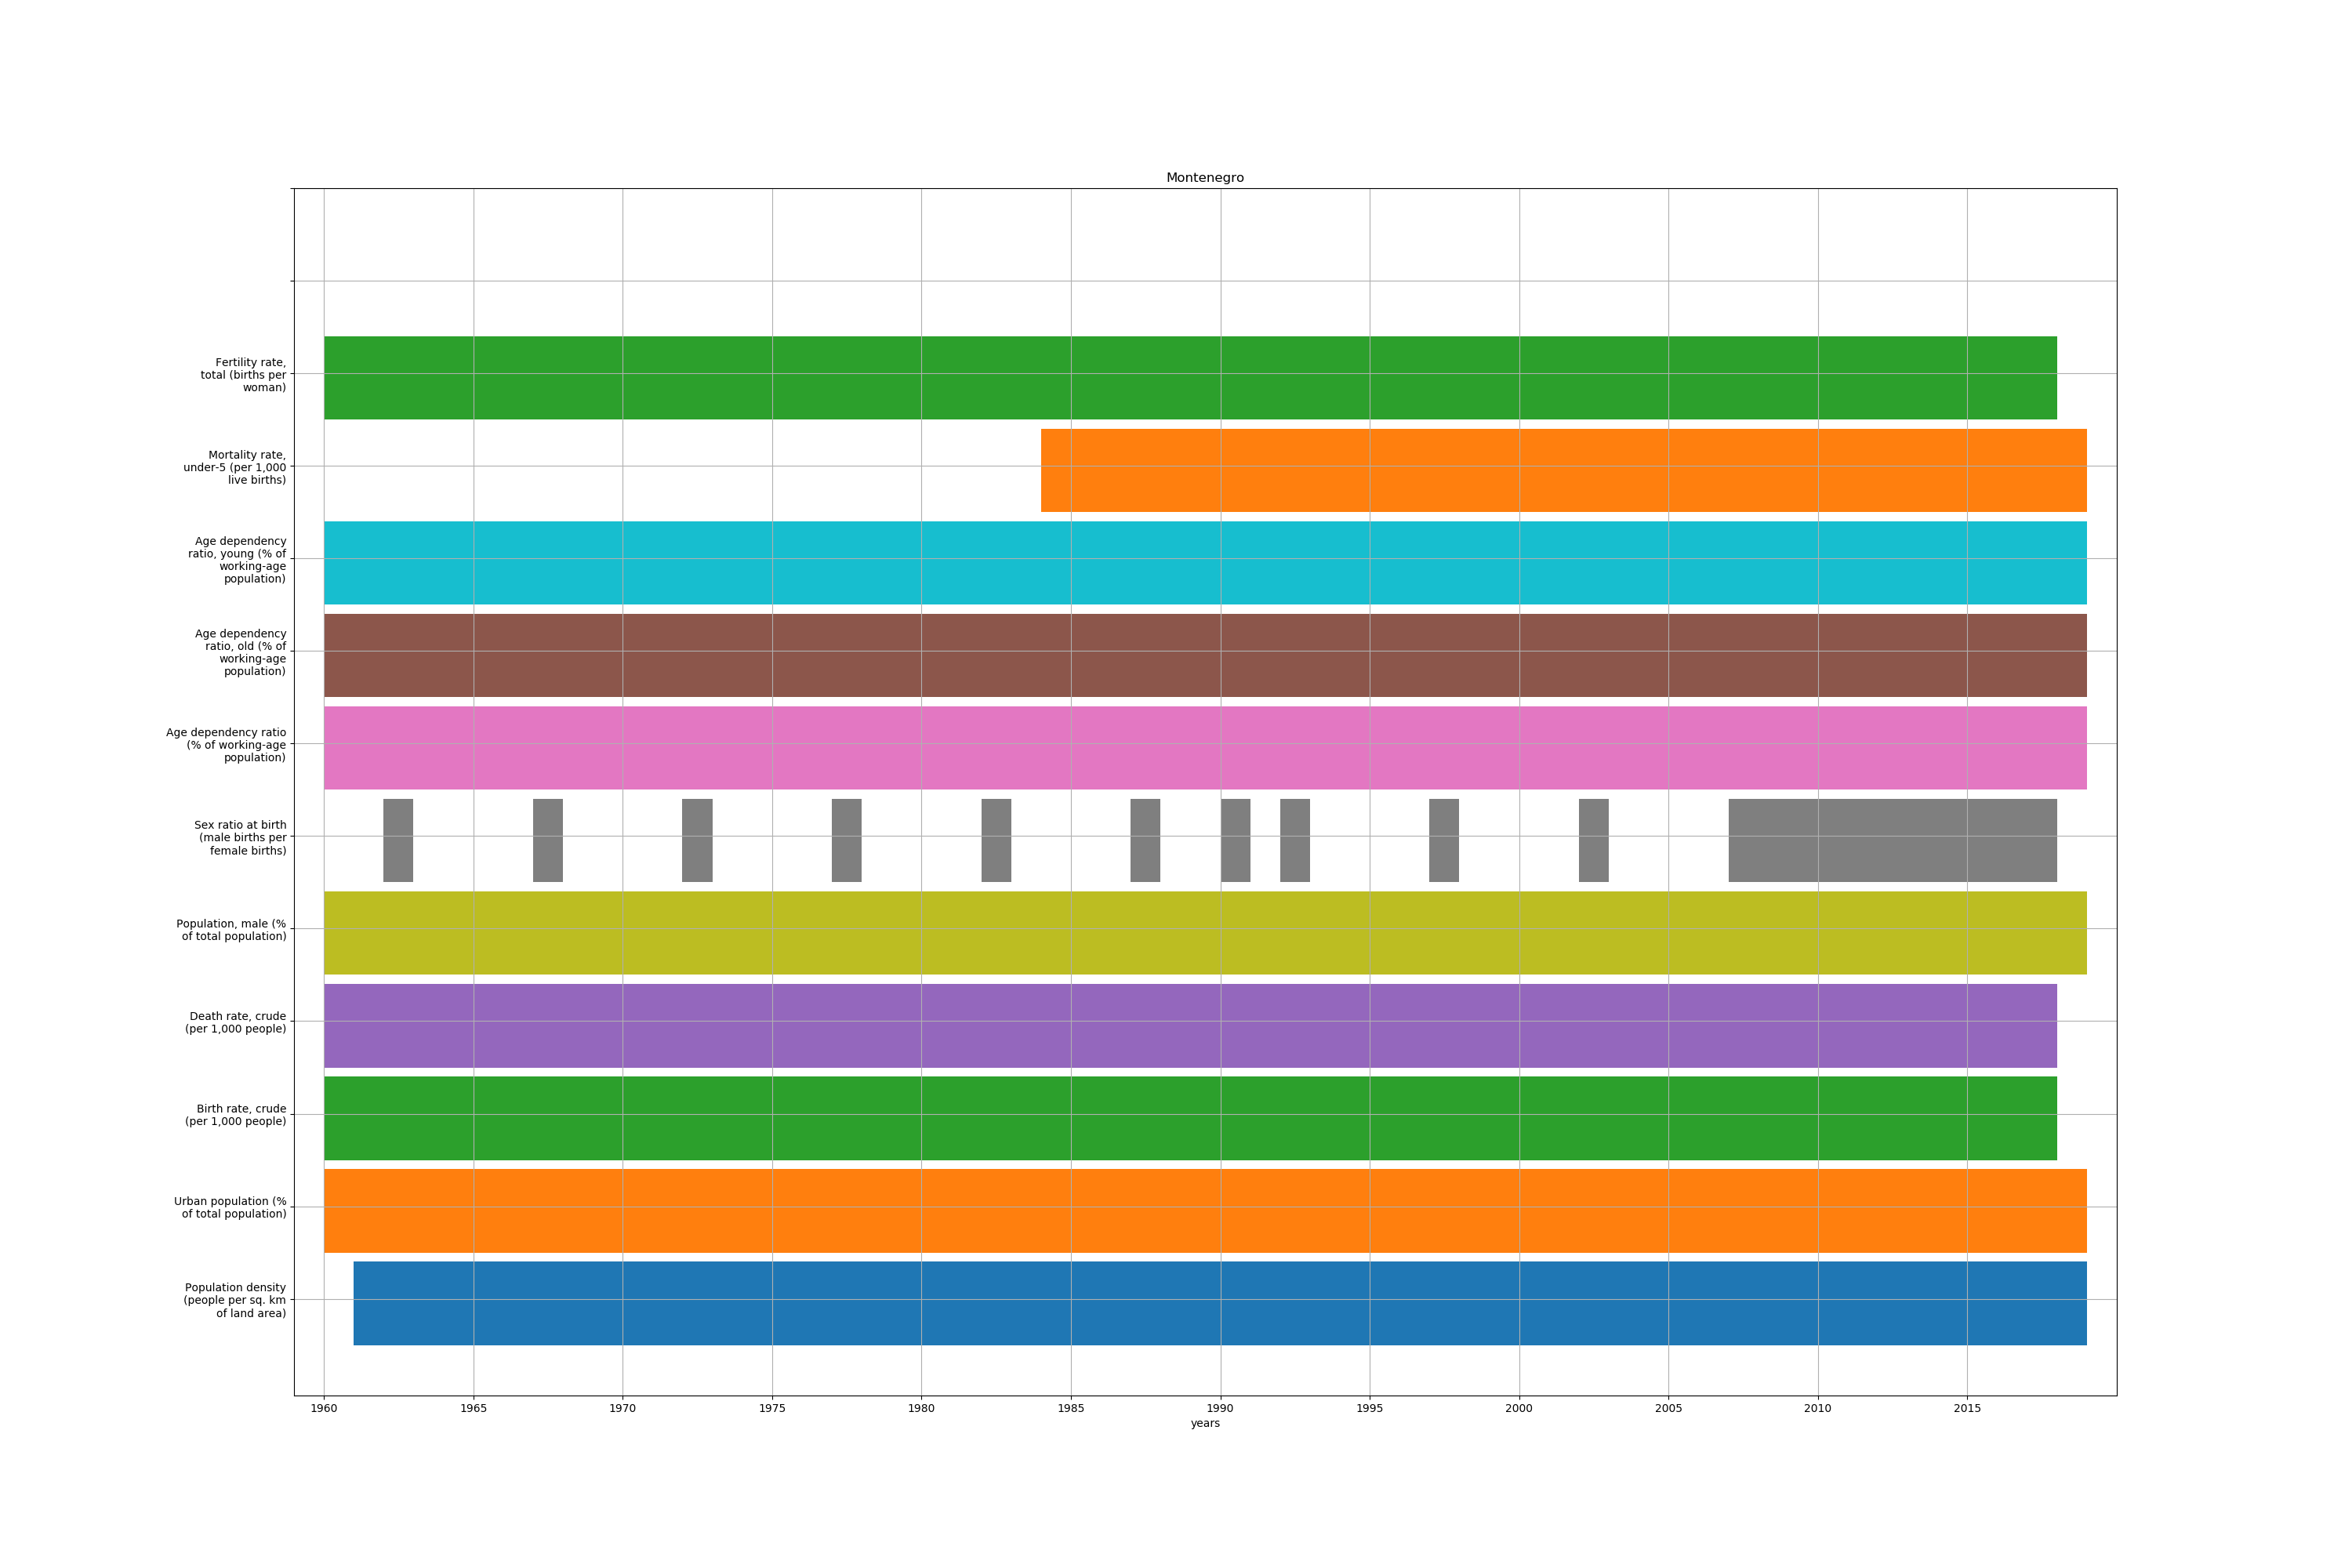 Montenegro
Fertility rate,
total (births per
woman)
Mortality rate,
under-5 (per 1,000
live births)
Age dependency
ratio, young (% of
working-age
population)
Age dependency
ratio, old (% of
working-age
population)
Age dependency ratio
(% of working-age
population)
Sex ratio at birth
(male births per
female births)
Population, male (%
of total population)
Death rate, crude
(per 1,000 people)
Birth rate, crude
(per 1,000 people)
Urban population (%
of total population)
Population density
(people per sq. km
of land area)
1960 1965 1970 1975 1980 1985 1990 1995 2000 2005 2010 2015
years